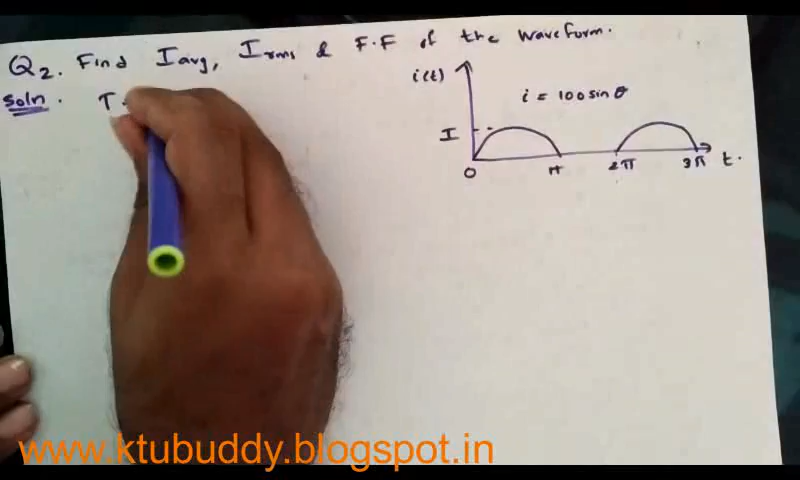 Q2. Find Iavg, Irms & F.F of the waveform.
Soln. T
i(t)
i = 100 sin θ
I
0 π 2π 3π t.
www.ktubuddy.blogspot.in